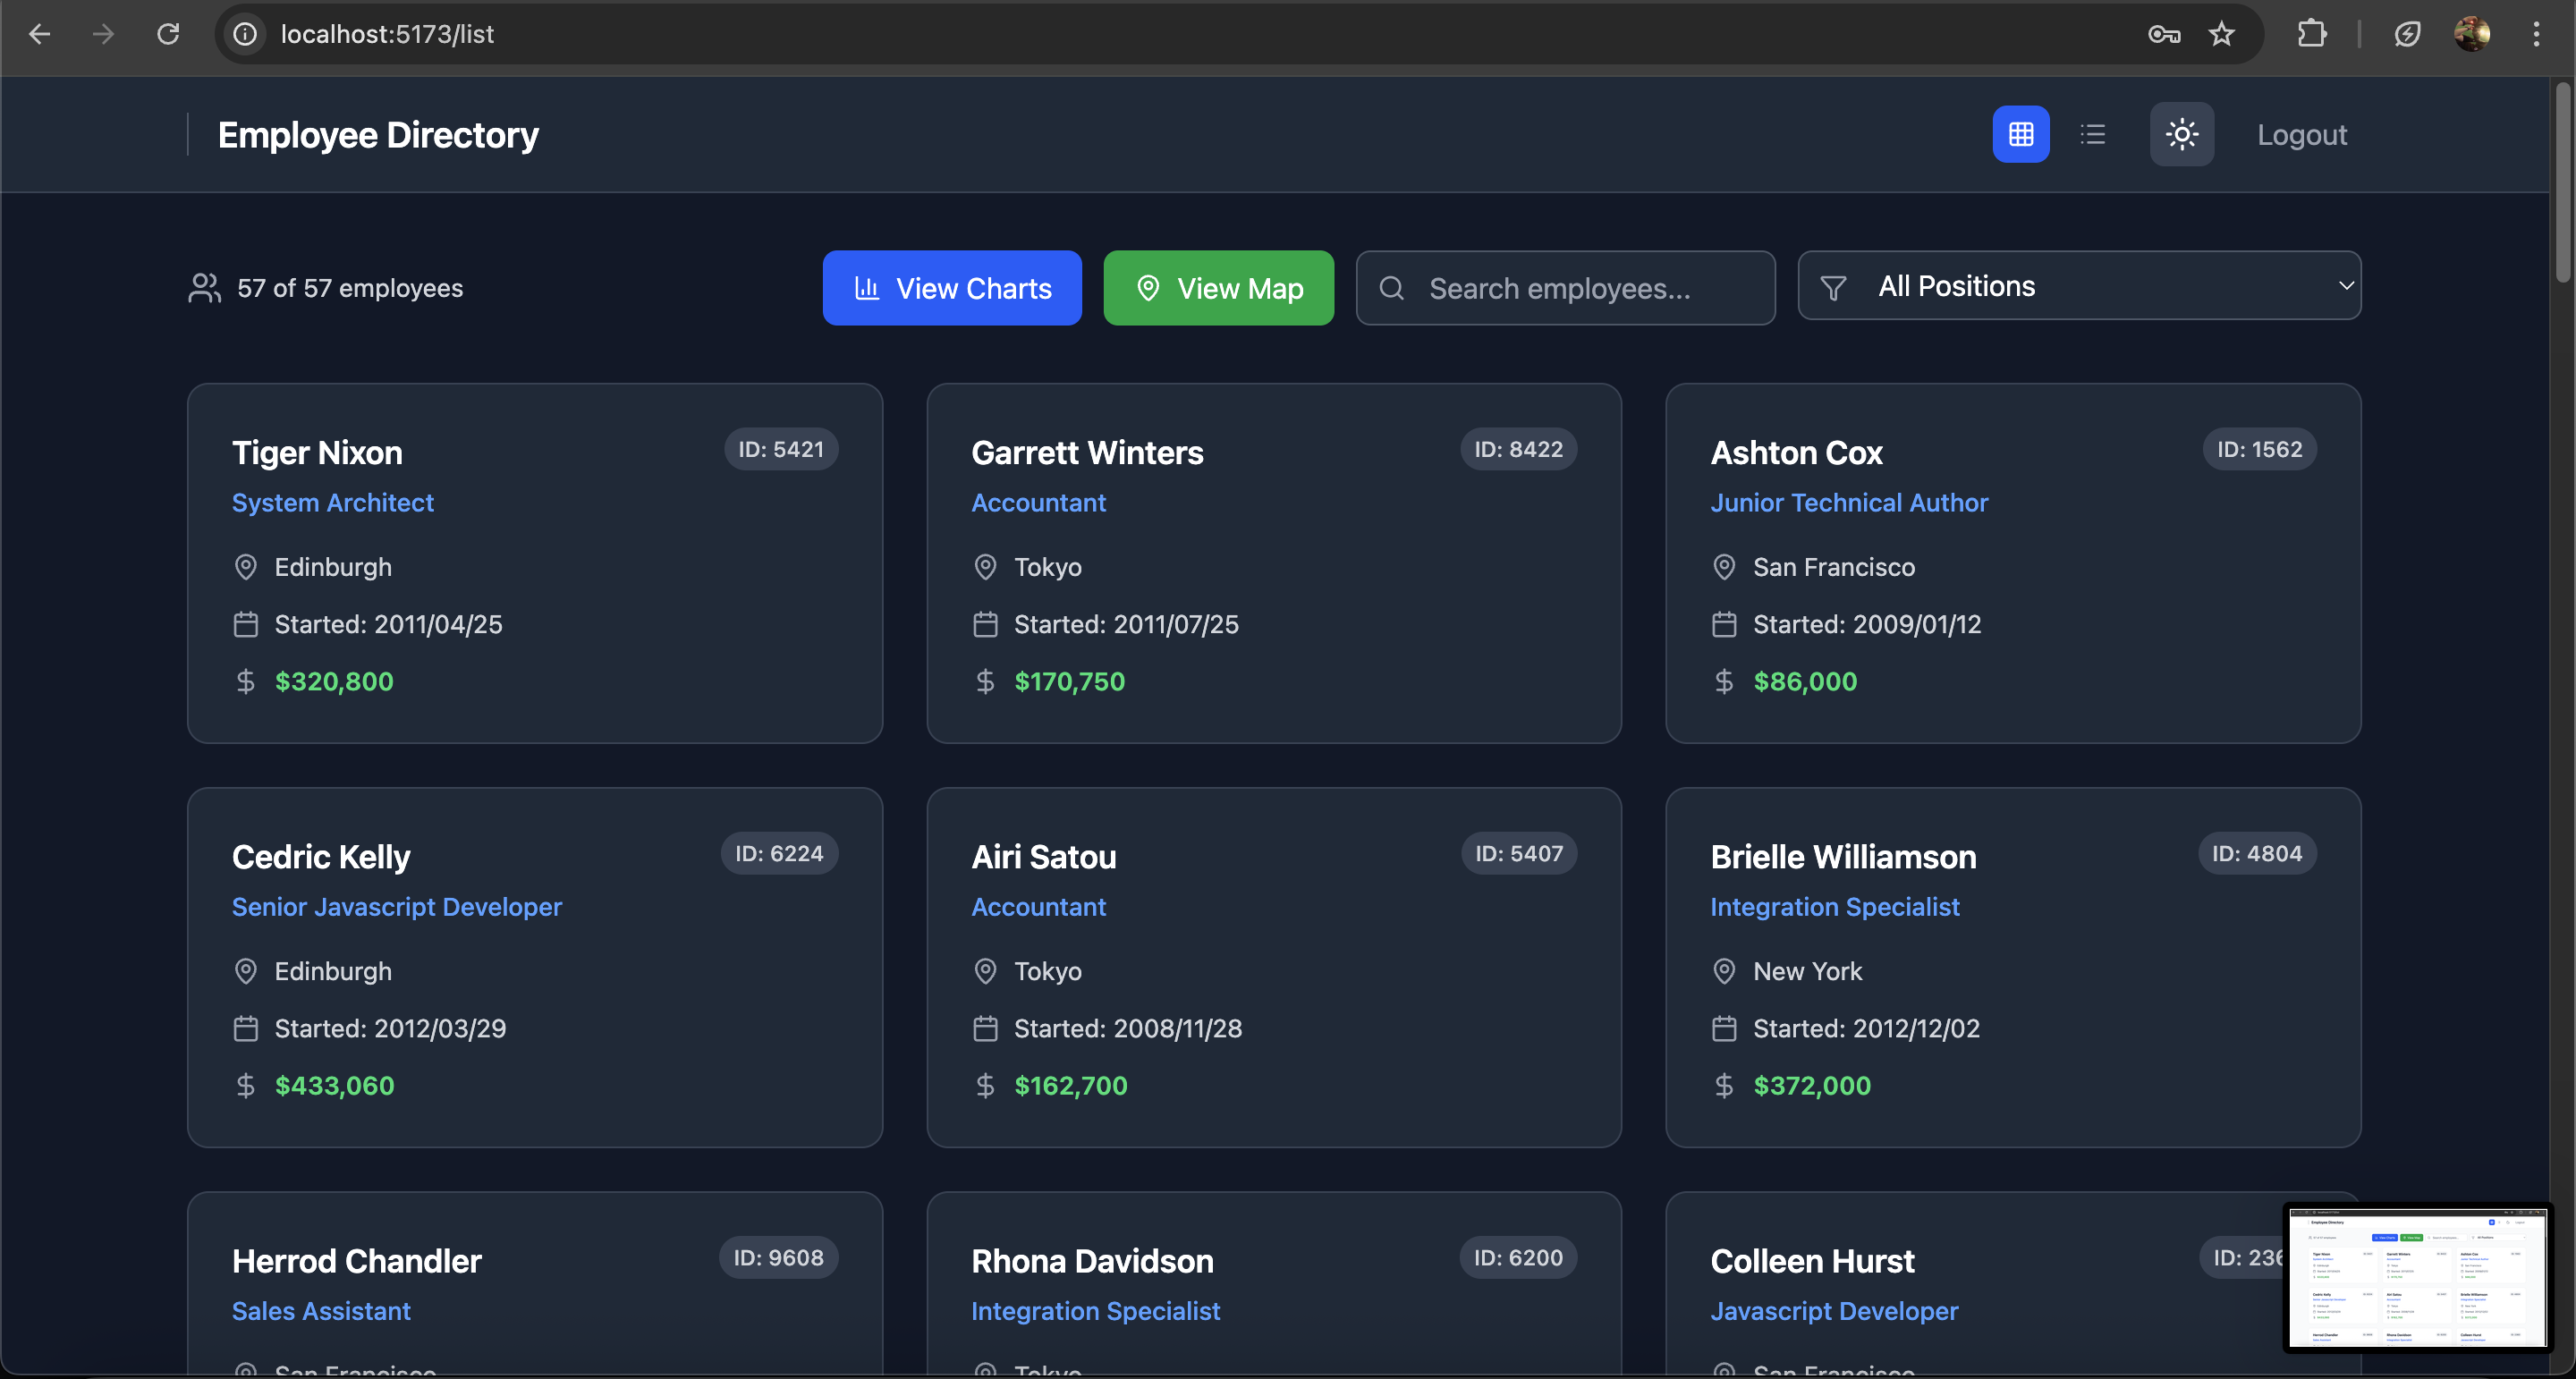 localhost:5173/list
Employee Directory
Logout
57 of 57 employees
View Charts
View Map
Search employees...
All Positions
Tiger Nixon
ID: 5421
System Architect
Edinburgh
Started: 2011/04/25
$320,800
Garrett Winters
ID: 8422
Accountant
Tokyo
Started: 2011/07/25
$170,750
Ashton Cox
ID: 1562
Junior Technical Author
San Francisco
Started: 2009/01/12
$86,000
Cedric Kelly
ID: 6224
Senior Javascript Developer
Edinburgh
Started: 2012/03/29
$433,060
Airi Satou
ID: 5407
Accountant
Tokyo
Started: 2008/11/28
$162,700
Brielle Williamson
ID: 4804
Integration Specialist
New York
Started: 2012/12/02
$372,000
Herrod Chandler
ID: 9608
Sales Assistant
San Francisco
Rhona Davidson
ID: 6200
Integration Specialist
Tokyo
Colleen Hurst
ID: 236
Javascript Developer
San Francisco